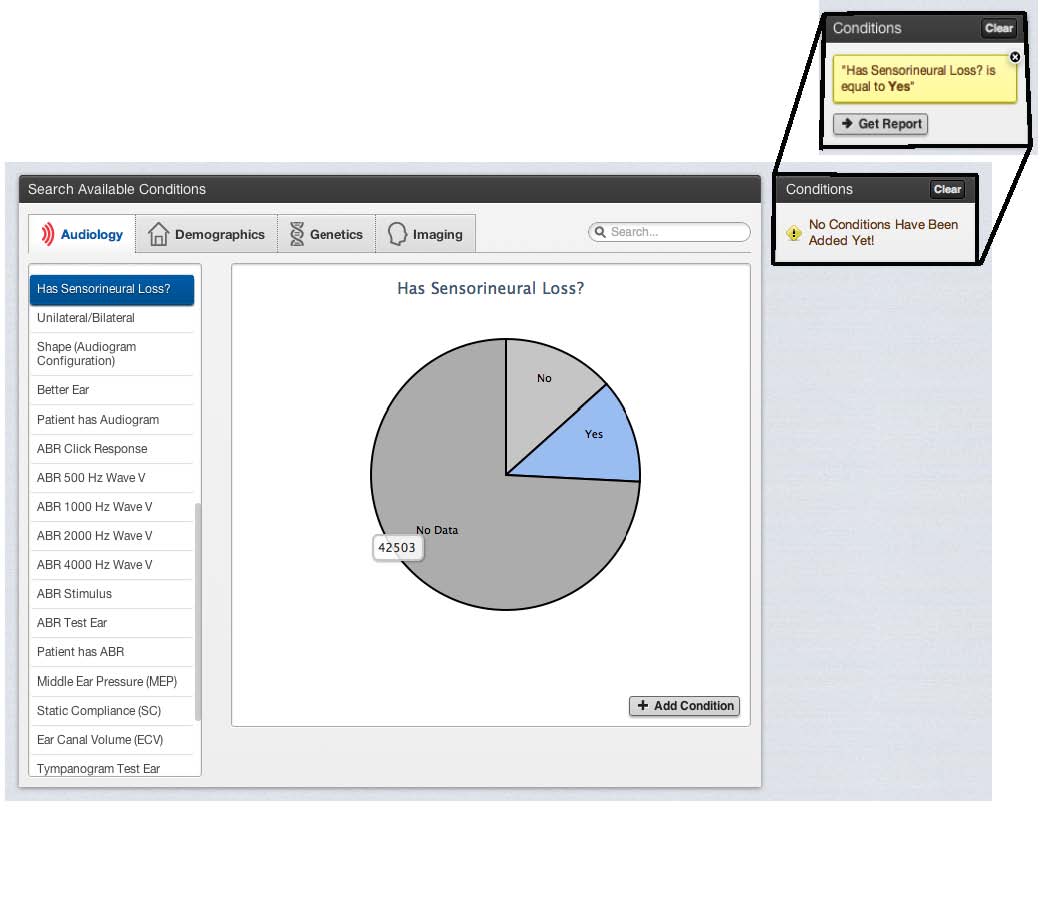 Conditions
Clear
"Has Sensorineural Loss? is
equal to Yes"
Get Report
Search Available Conditions
Conditions
Clear
No Conditions Have Been
Added Yet!
Audiology
Demographics
Genetics
Imaging
Search...
Has Sensorineural Loss?
Unilateral/Bilateral
Shape (Audiogram
Configuration)
Better Ear
Patient has Audiogram
ABR Click Response
ABR 500 Hz Wave V
ABR 1000 Hz Wave V
ABR 2000 Hz Wave V
ABR 4000 Hz Wave V
ABR Stimulus
ABR Test Ear
Patient has ABR
Middle Ear Pressure (MEP)
Static Compliance (SC)
Ear Canal Volume (ECV)
Tympanogram Test Ear
Has Sensorineural Loss?
No
Yes
No Data
42503
Add Condition